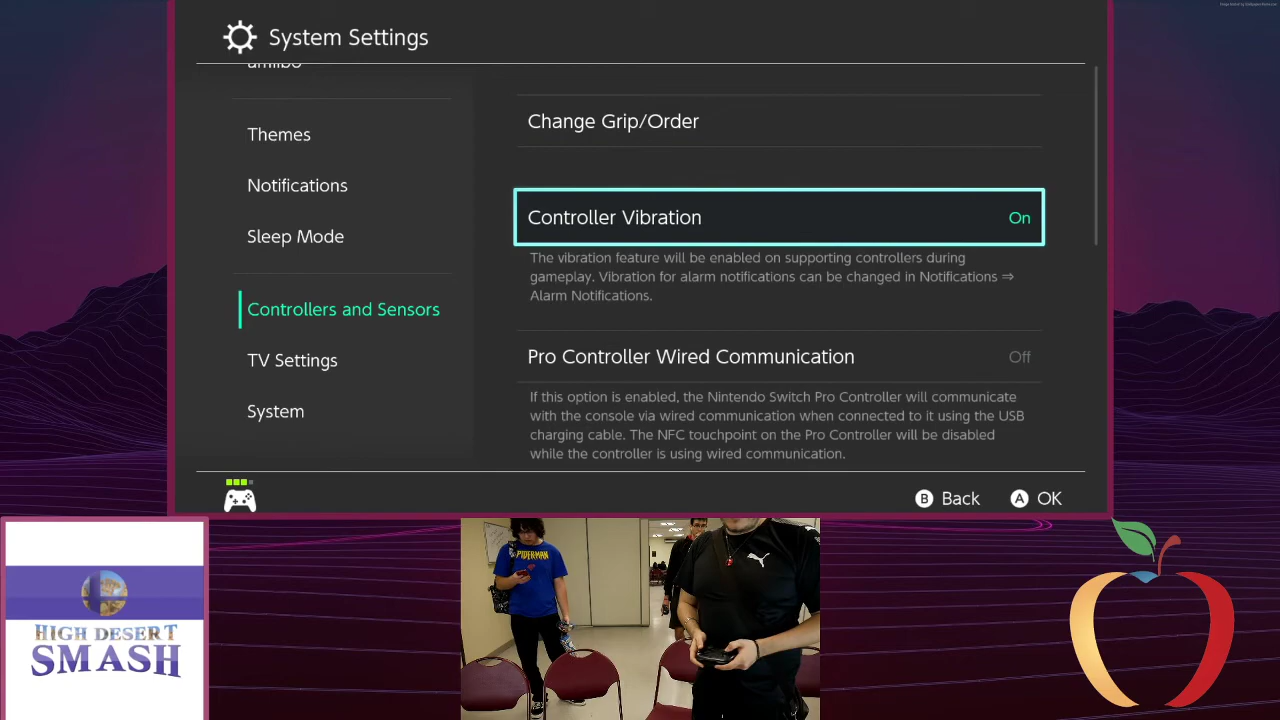 System Settings
amiibo
Themes
Notifications
Sleep Mode
Controllers and Sensors
TV Settings
System
Change Grip/Order
Controller Vibration On
The vibration feature will be enabled on supporting controllers during
gameplay. Vibration for alarm notifications can be changed in Notifications ⇒
Alarm Notifications.
Pro Controller Wired Communication Off
If this option is enabled, the Nintendo Switch Pro Controller will communicate
with the console via wired communication when connected to it using the USB
charging cable. The NFC touchpoint on the Pro Controller will be disabled
while the controller is using wired communication.
B Back A OK
HIGH DESERT
SMASH